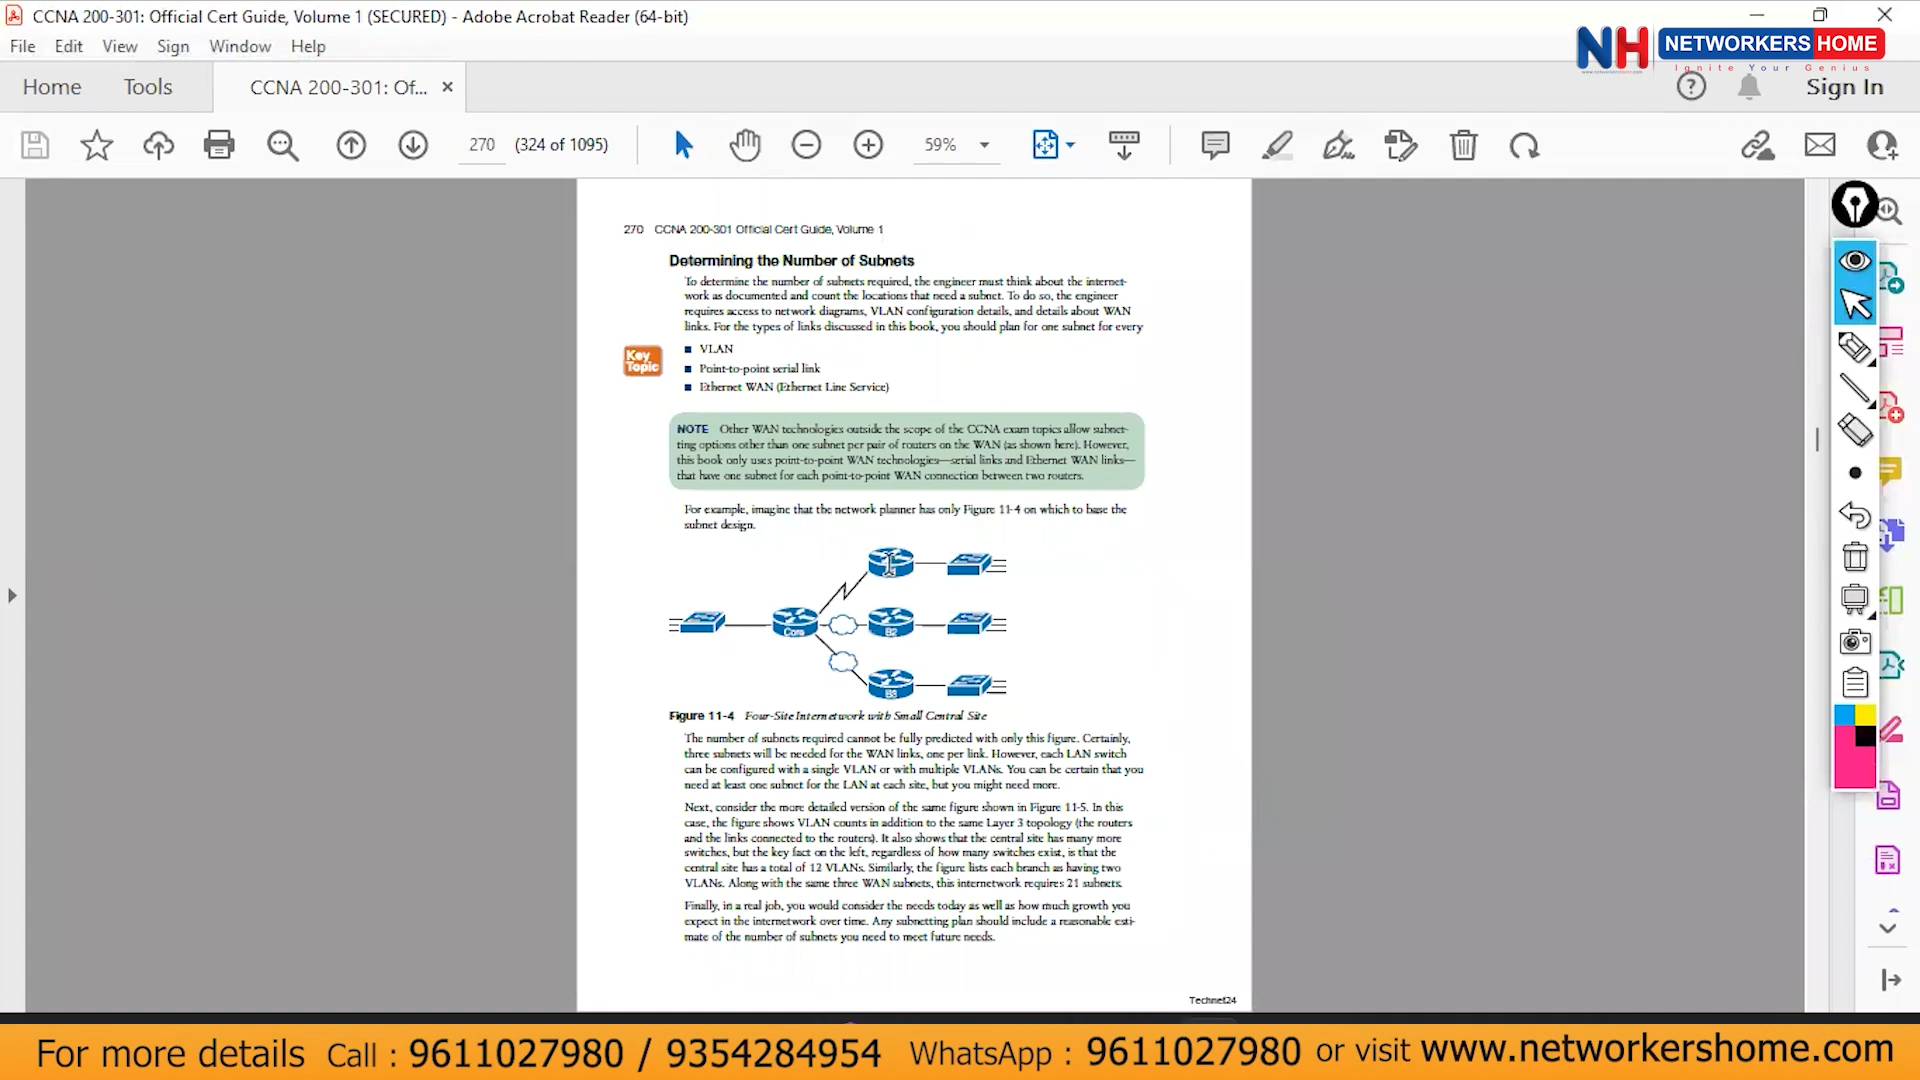 CCNA 200-301: Official Cert Guide, Volume 1 (SECURED) - Adobe Acrobat Reader (64-bit)
File Edit View Sign Window Help
NH NETWORKERS HOME
Ignite Your Genius
Home Tools CCNA 200-301: Of... × Sign In
270 (324 of 1095) 59%
270 CCNA 200-301 Official Cert Guide, Volume 1
Determining the Number of Subnets
To determine the number of subnets required, the engineer must think about the internet-
work as documented and count the locations that need a subnet. To do so, the engineer
requires access to network diagrams, VLAN configuration details, and details about WAN
links. For the types of links discussed in this book, you should plan for one subnet for every
Key
Topic
■ VLAN
■ Point-to-point serial link
■ Ethernet WAN (Ethernet Line Service)
NOTE Other WAN technologies outside the scope of the CCNA exam topics allow subnet-
ting options other than one subnet per pair of routers on the WAN (as shown here). However,
this book only uses point-to-point WAN technologies—serial links and Ethernet WAN links—
that have one subnet for each point-to-point WAN connection between two routers.
For example, imagine that the network planner has only Figure 11-4 on which to base the
subnet design.
Core B2
B3
Figure 11-4 Four-Site Internetwork with Small Central Site
The number of subnets required cannot be fully predicted with only this figure. Certainly,
three subnets will be needed for the WAN links, one per link. However, each LAN switch
can be configured with a single VLAN or with multiple VLANs. You can be certain that you
need at least one subnet for the LAN at each site, but you might need more.
Next, consider the more detailed version of the same figure shown in Figure 11-5. In this
case, the figure shows VLAN counts in addition to the same Layer 3 topology (the routers
and the links connected to the routers). It also shows that the central site has many more
switches, but the key fact on the left, regardless of how many switches exist, is that the
central site has a total of 12 VLANs. Similarly, the figure lists each branch as having two
VLANs. Along with the same three WAN subnets, this internetwork requires 21 subnets.
Finally, in a real job, you would consider the needs today as well as how much growth you
expect in the internetwork over time. Any subnetting plan should include a reasonable esti-
mate of the number of subnets you need to meet future needs.
Technet24
For more details Call : 9611027980 / 9354284954 WhatsApp : 9611027980 or visit www.networkershome.com